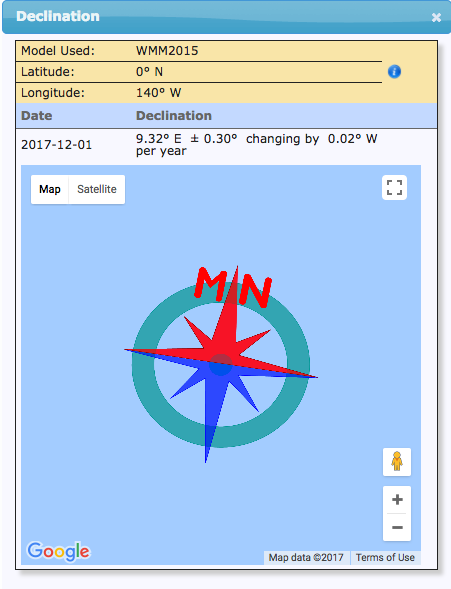 Declination ×
Model Used: WMM2015
Latitude: 0° N
i
Longitude: 140° W
Date Declination
2017-12-01 9.32° E ± 0.30° changing by 0.02° W
per year
Map Satellite
M N
+
−
Google
Map data ©2017 Terms of Use